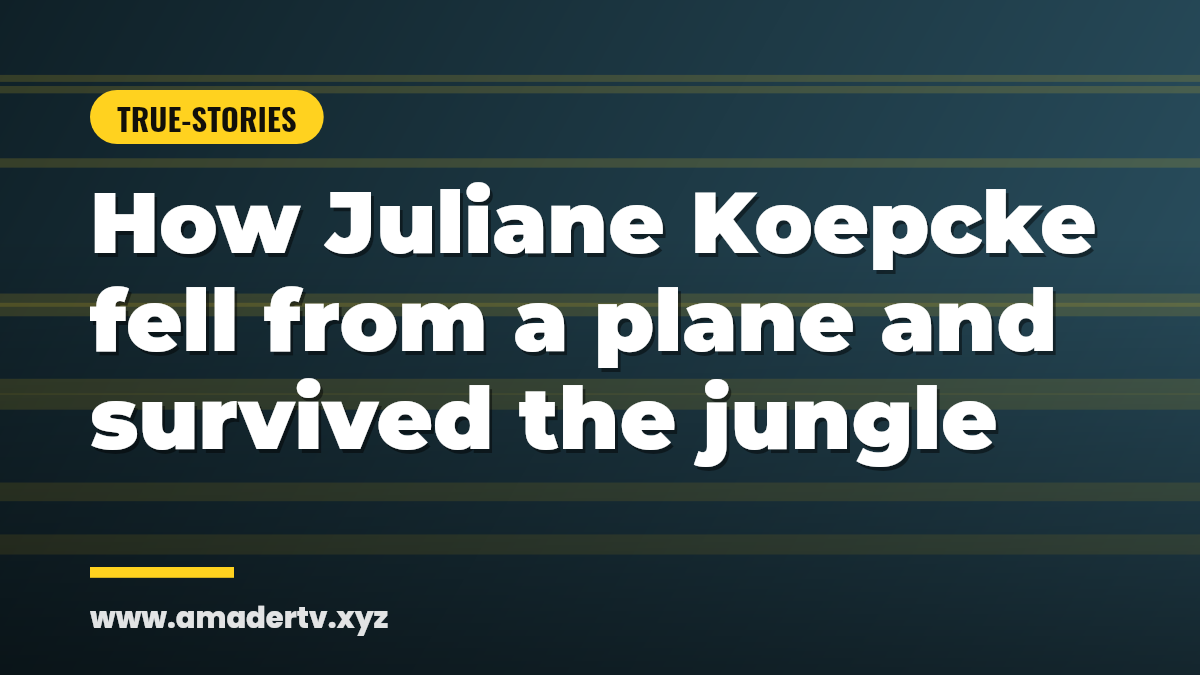 TRUE-STORIES
How Juliane Koepcke
fell from a plane and
survived the jungle
www.amadertv.xyz